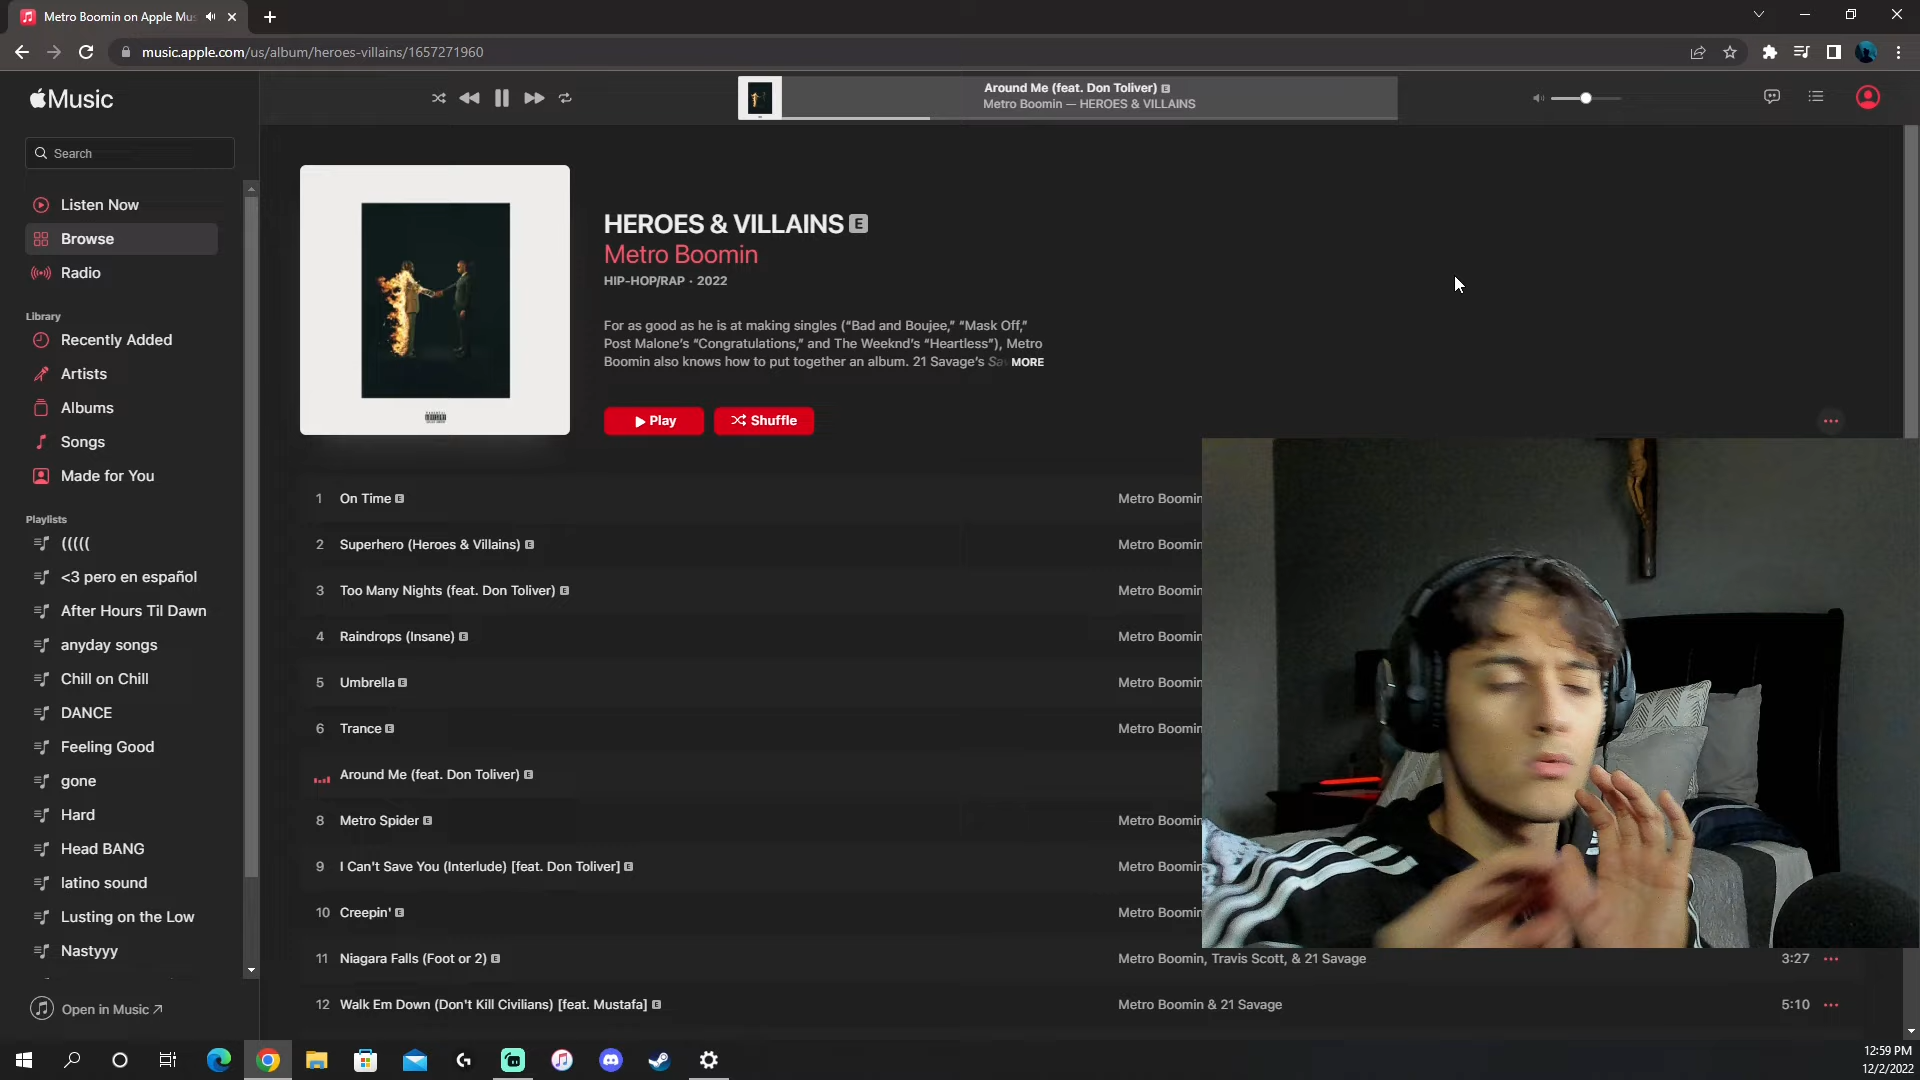 Metro Boomin on Apple Mus
music.apple.com/us/album/heroes-villains/1657271960
Music
Around Me (feat. Don Toliver) E
Metro Boomin — HEROES & VILLAINS
Search
Listen Now
Browse
Radio
Library
Recently Added
Artists
Albums
Songs
Made for You
Playlists
(((((
<3 pero en español
After Hours Til Dawn
anyday songs
Chill on Chill
DANCE
Feeling Good
gone
Hard
Head BANG
latino sound
Lusting on the Low
Nastyyy
Open in Music
HEROES & VILLAINS E
Metro Boomin
HIP-HOP/RAP · 2022
For as good as he is at making singles (“Bad and Boujee,” “Mask Off,”
Post Malone’s “Congratulations,” and The Weeknd’s “Heartless”), Metro
Boomin also knows how to put together an album. 21 Savage’s Sa MORE
Play
Shuffle
1 On Time E Metro Boomin
2 Superhero (Heroes & Villains) E Metro Boomin
3 Too Many Nights (feat. Don Toliver) E Metro Boomin
4 Raindrops (Insane) E Metro Boomin
5 Umbrella E Metro Boomin
6 Trance E Metro Boomin
Around Me (feat. Don Toliver) E
8 Metro Spider E Metro Boomin
9 I Can't Save You (Interlude) [feat. Don Toliver] E Metro Boomin
10 Creepin' E Metro Boomin
11 Niagara Falls (Foot or 2) E Metro Boomin, Travis Scott, & 21 Savage 3:27
12 Walk Em Down (Don't Kill Civilians) [feat. Mustafa] E Metro Boomin & 21 Savage 5:10
12:59 PM
12/2/2022